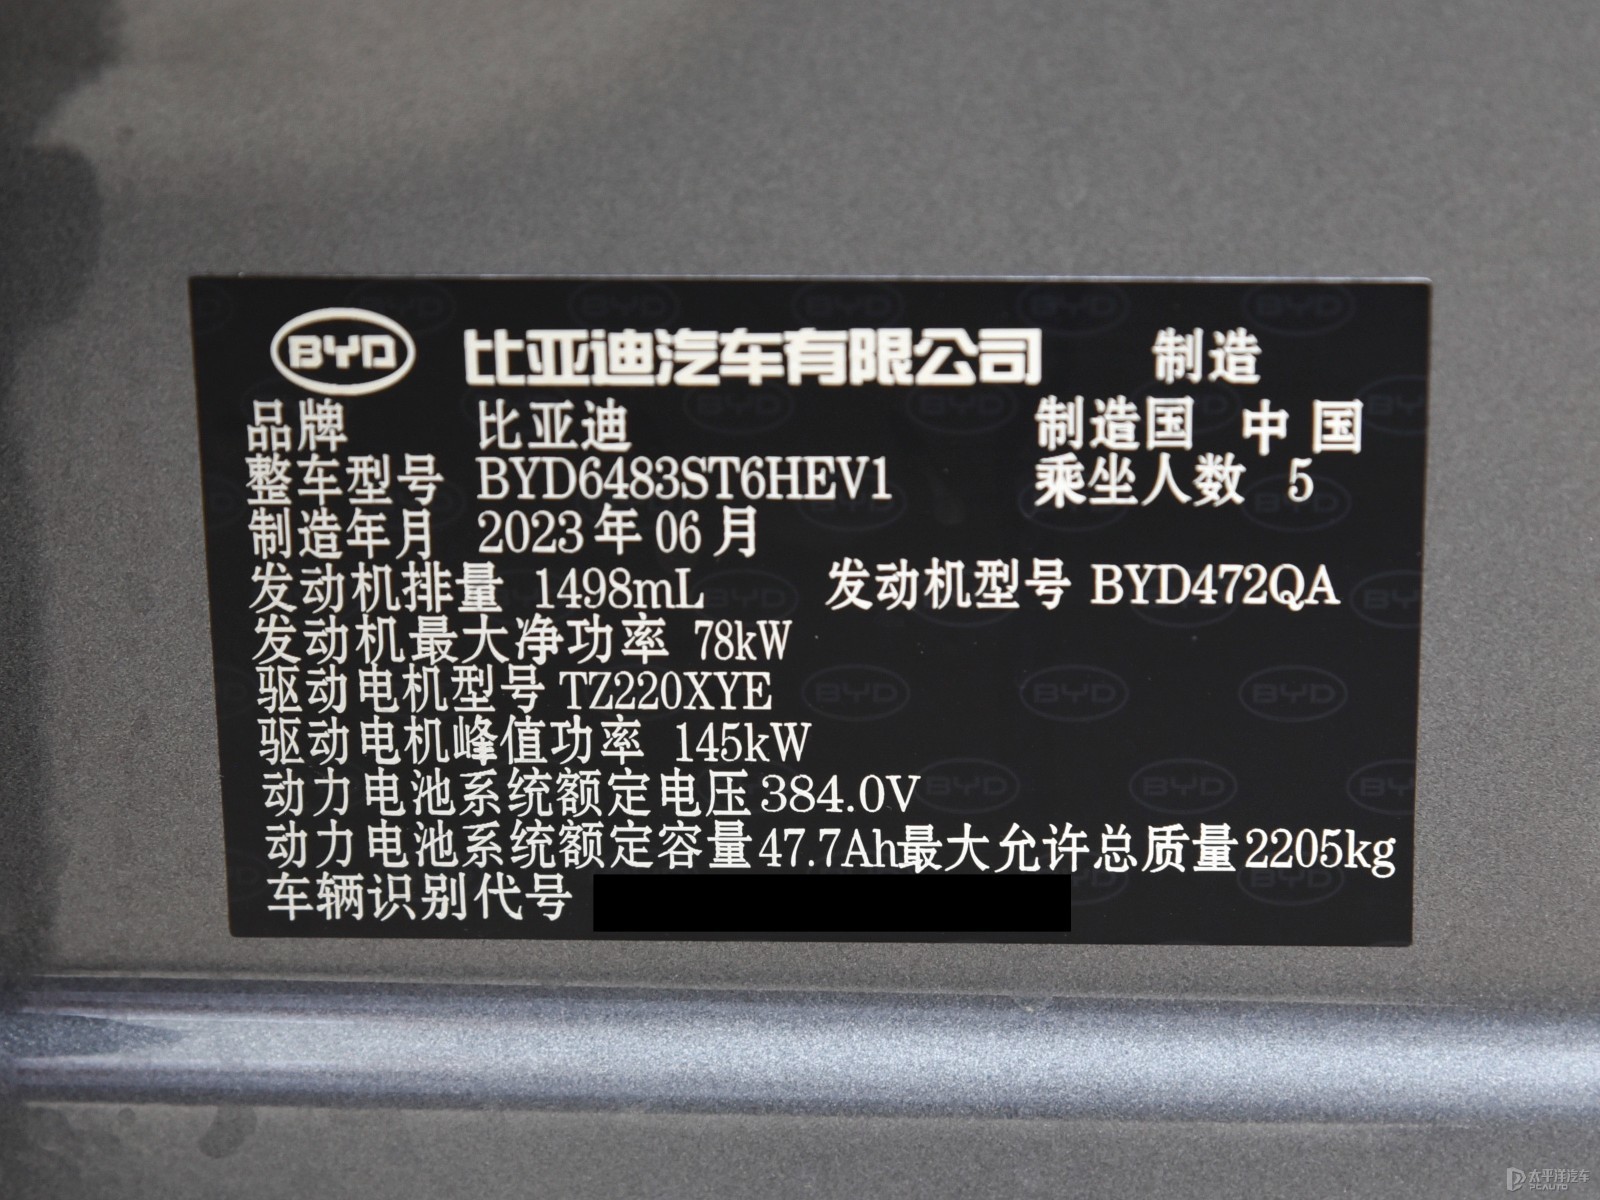 BYD 比亚迪汽车有限公司 制造
品牌 比亚迪 制造国 中国
整车型号 BYD6483ST6HEV1 乘坐人数 5
制造年月 2023年06月
发动机排量 1498mL 发动机型号 BYD472QA
发动机最大净功率 78kW
驱动电机型号 TZ220XYE
驱动电机峰值功率 145kW
动力电池系统额定电压384.0V
动力电池系统额定容量47.7Ah最大允许总质量2205kg
车辆识别代号
太平洋汽车
PCAUTO